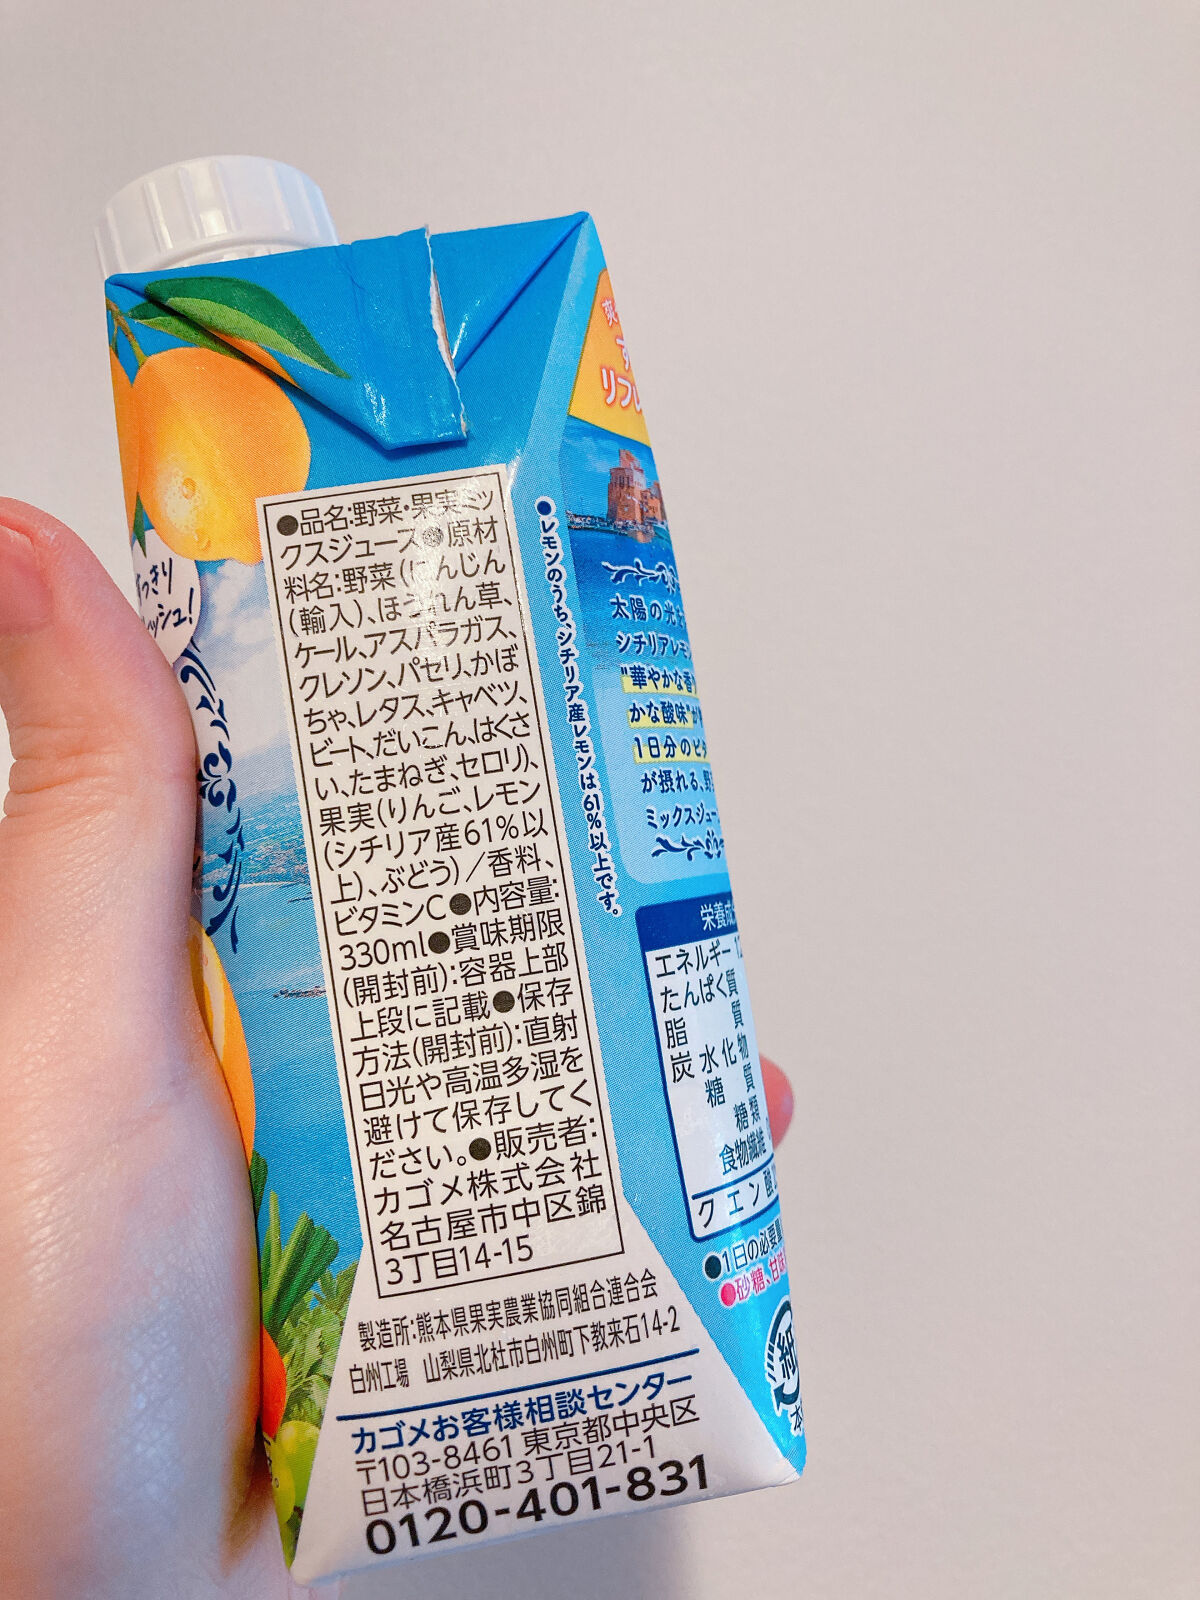 ●品名:野菜・果実ミッ
クスジュース●原材
料名:野菜(にんじん
(輸入)、ほうれん草、
ケール、アスパラガス、
クレソン、パセリ、かぼ
ちゃ、レタス、キャベツ、
ビート、だいこん、はくさ
い、たまねぎ、セロリ)、
果実(りんご、レモン
(シチリア産61%以
上)、ぶどう)/香料、
ビタミンC●内容量:
330ml●賞味期限
(開封前):容器上部
上段に記載●保存
方法(開封前):直射
日光や高温多湿を
避けて保存してく
ださい。●販売者:
カゴメ株式会社
名古屋市中区錦
3丁目14-15
製造所:熊本県果実農業協同組合連合会
白州工場 山梨県北杜市白州町下教来石14-2
カゴメお客様相談センター
〒103-8461 東京都中央区
日本橋浜町3丁目21-1
0120-401-831
●レモンのうち、シチリア産レモンは61%以上です。
リフレ
太陽の光を
シチリアレモン
"華やかな香
かな酸味"が
1日分のビタ
が摂れる、野
ミックスジュー
栄養成
エネルギー
たんぱく質
脂質
炭水化物
糖質
糖類
食物繊維
クエン酸
●1日の必要量
●砂糖、甘味
紙